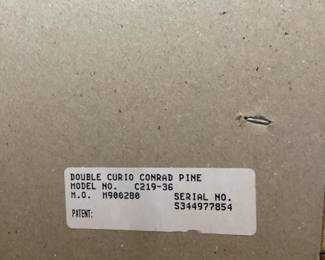 DOUBLE CURIO CONRAD PINE
MODEL NO. C219-36
M.O. M900280 SERIAL NO.
S344977854
PATENT: